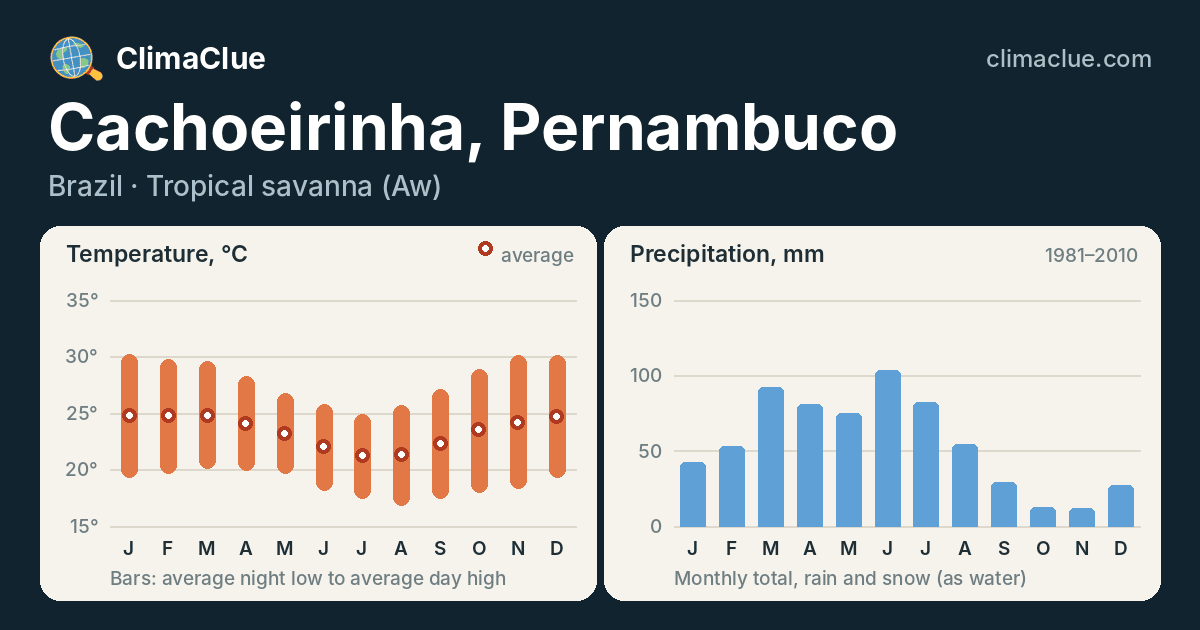 ClimaClue
climaclue.com
Cachoeirinha, Pernambuco
Brazil · Tropical savanna (Aw)
Temperature, °C
average
35°
30°
25°
20°
15°
J F M A M J J A S O N D
Bars: average night low to average day high
Precipitation, mm
1981–2010
150
100
50
0
J F M A M J J A S O N D
Monthly total, rain and snow (as water)